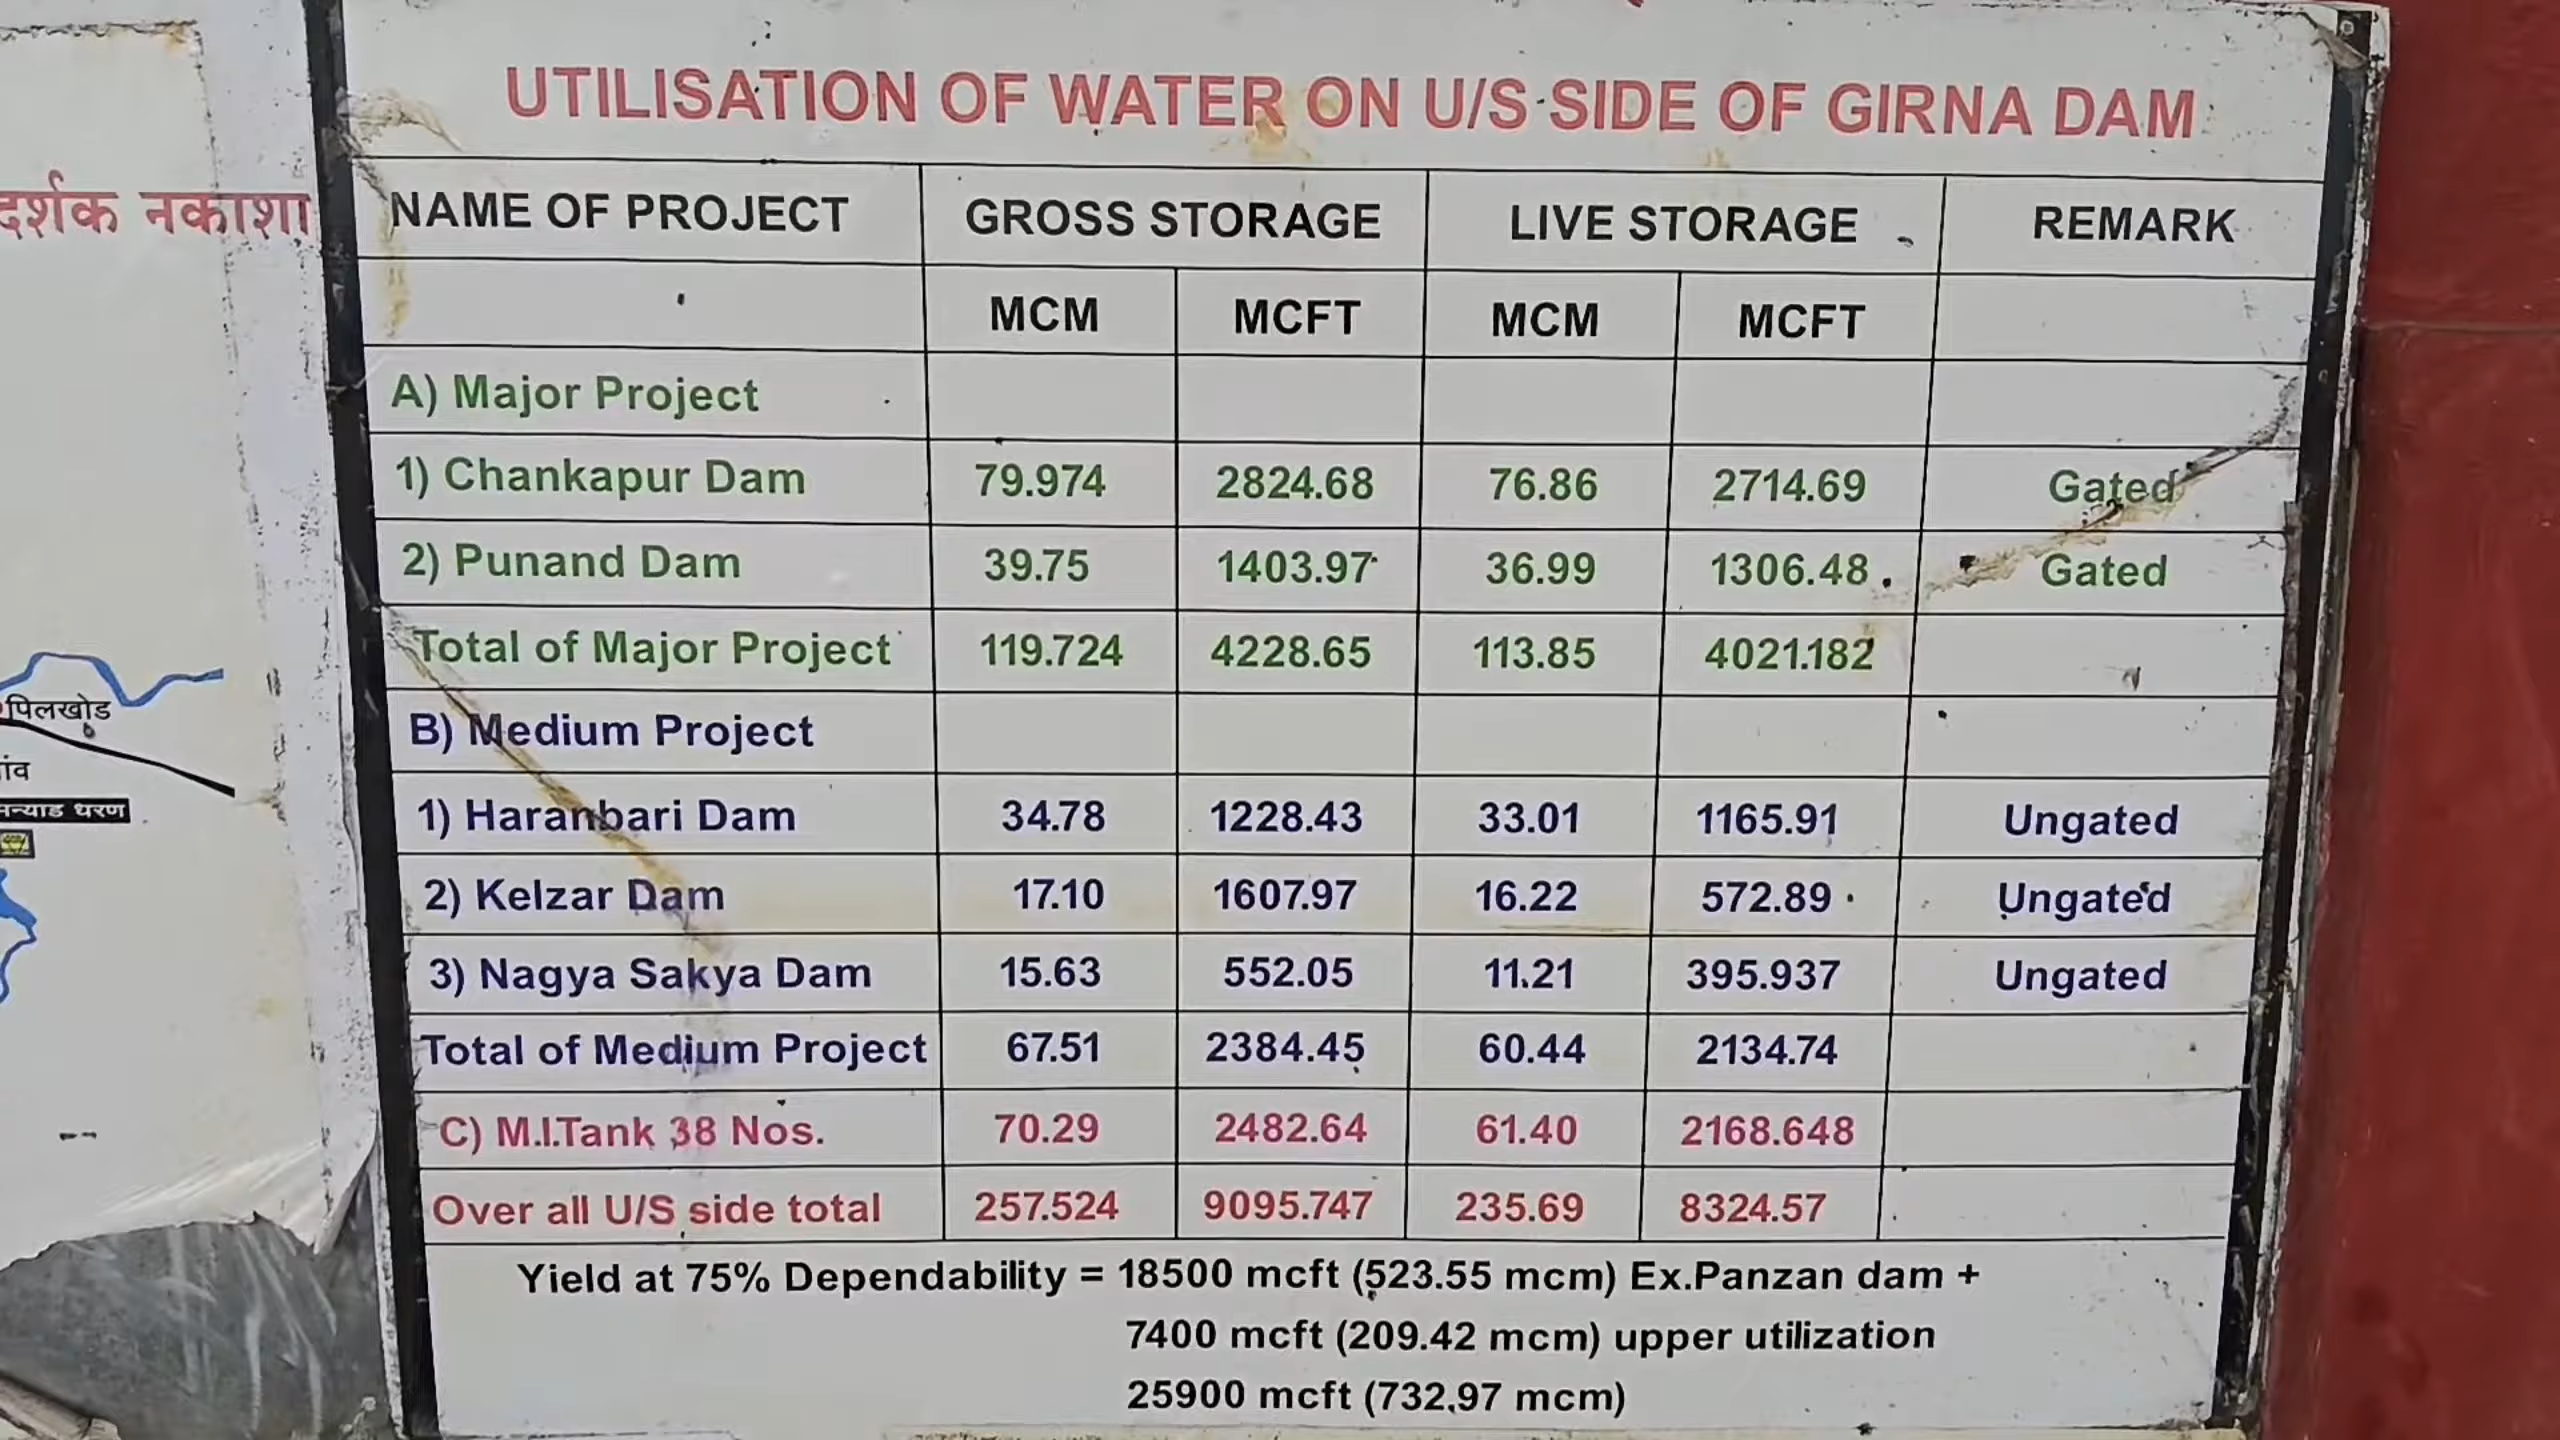 दर्शक नकाशा
पिलखोड
UTILISATION OF WATER ON U/S SIDE OF GIRNA DAM
NAME OF PROJECT GROSS STORAGE LIVE STORAGE REMARK
MCM MCFT MCM MCFT
A) Major Project
1) Chankapur Dam 79.974 2824.68 76.86 2714.69 Gated
2) Punand Dam 39.75 1403.97 36.99 1306.48 Gated
Total of Major Project 119.724 4228.65 113.85 4021.182
B) Medium Project
1) Haranbari Dam 34.78 1228.43 33.01 1165.91 Ungated
2) Kelzar Dam 17.10 1607.97 16.22 572.89 Ungated
3) Nagya Sakya Dam 15.63 552.05 11.21 395.937 Ungated
Total of Medium Project 67.51 2384.45 60.44 2134.74
C) M.I.Tank 38 Nos. 70.29 2482.64 61.40 2168.648
Over all U/S side total 257.524 9095.747 235.69 8324.57
Yield at 75% Dependability = 18500 mcft (523.55 mcm) Ex.Panzan dam +
7400 mcft (209.42 mcm) upper utilization
25900 mcft (732.97 mcm)
धरण